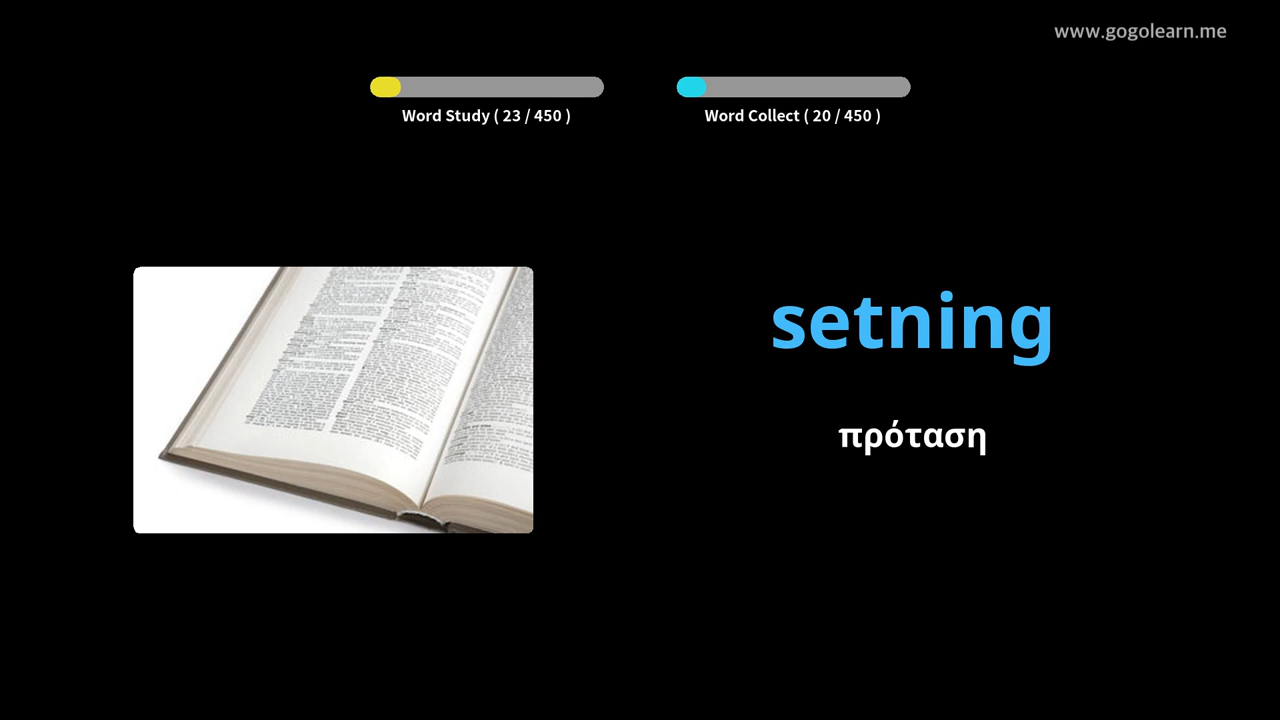 www.gogolearn.me
Word Study ( 23 / 450 )
Word Collect ( 20 / 450 )
setning
πρόταση